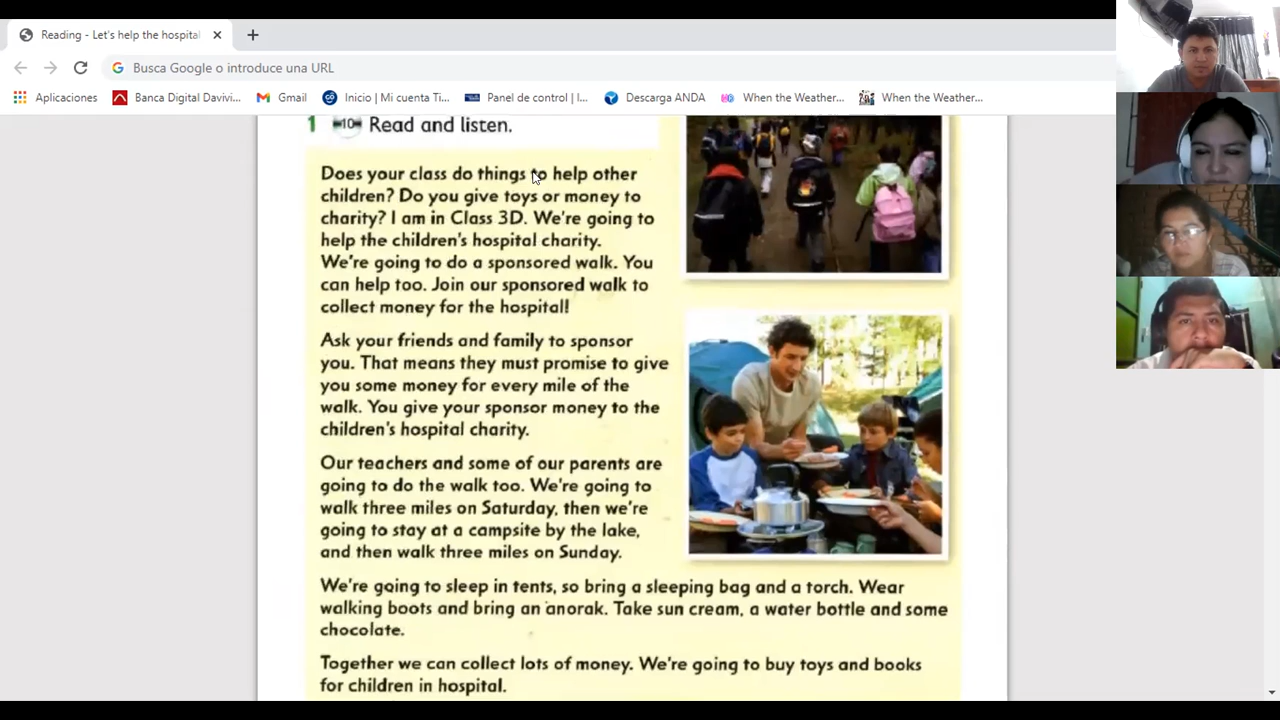 Reading - Let's help the hospital
Busca Google o introduce una URL
Aplicaciones
Banca Digital Davivi...
Gmail
Inicio | Mi cuenta Ti...
Panel de control | I...
Descarga ANDA
When the Weather...
When the Weather...
1 10 Read and listen.
Does your class do things to help other
children? Do you give toys or money to
charity? I am in Class 3D. We're going to
help the children's hospital charity.
We're going to do a sponsored walk. You
can help too. Join our sponsored walk to
collect money for the hospital!
Ask your friends and family to sponsor
you. That means they must promise to give
you some money for every mile of the
walk. You give your sponsor money to the
children's hospital charity.
Our teachers and some of our parents are
going to do the walk too. We're going to
walk three miles on Saturday, then we're
going to stay at a campsite by the lake,
and then walk three miles on Sunday.
We're going to sleep in tents, so bring a sleeping bag and a torch. Wear
walking boots and bring an anorak. Take sun cream, a water bottle and some
chocolate.
Together we can collect lots of money. We're going to buy toys and books
for children in hospital.